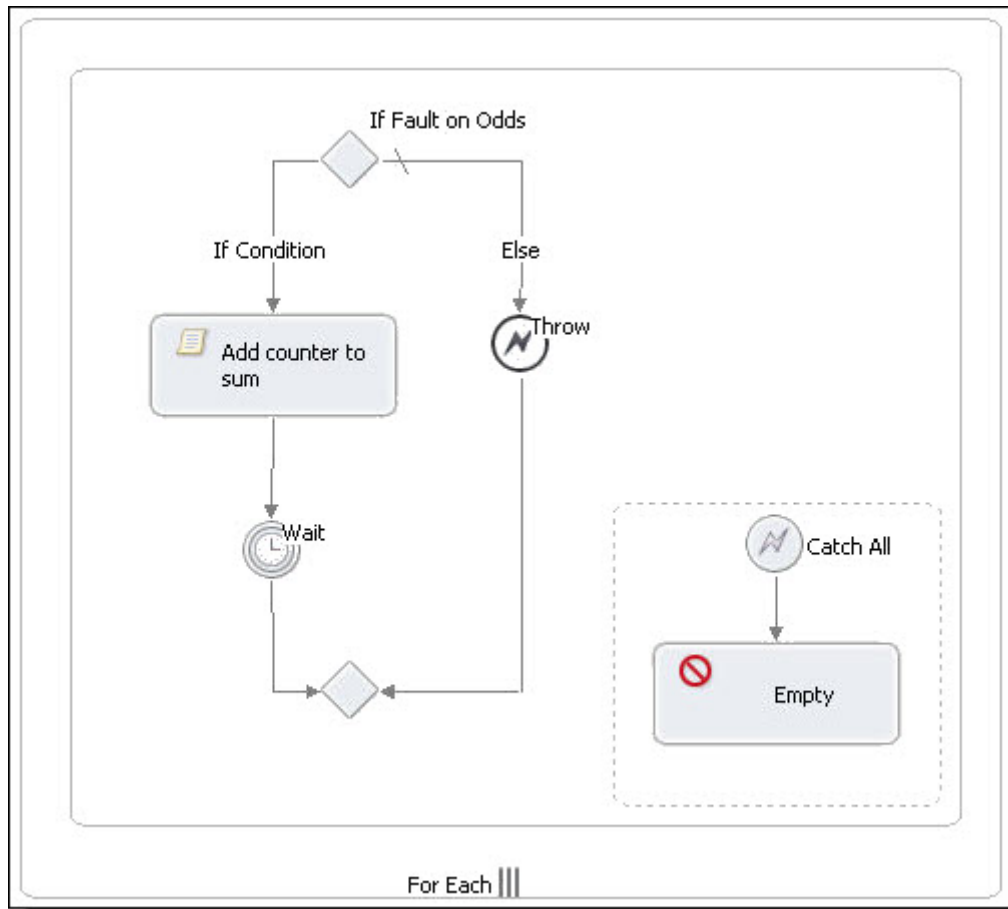 If Fault on Odds
If Condition
Else
Throw
Add counter to
sum
Wait
Catch All
Empty
For Each